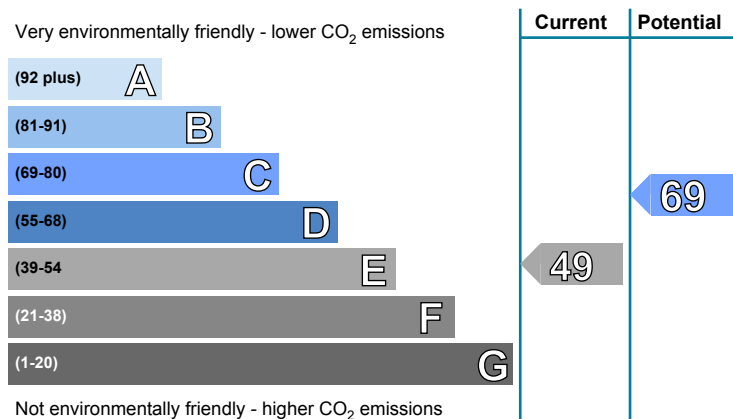 Current Potential
Very environmentally friendly - lower CO₂ emissions
(92 plus) A
(81-91) B
(69-80) C
69
(55-68) D
(39-54 E
49
(21-38) F
(1-20) G
Not environmentally friendly - higher CO₂ emissions